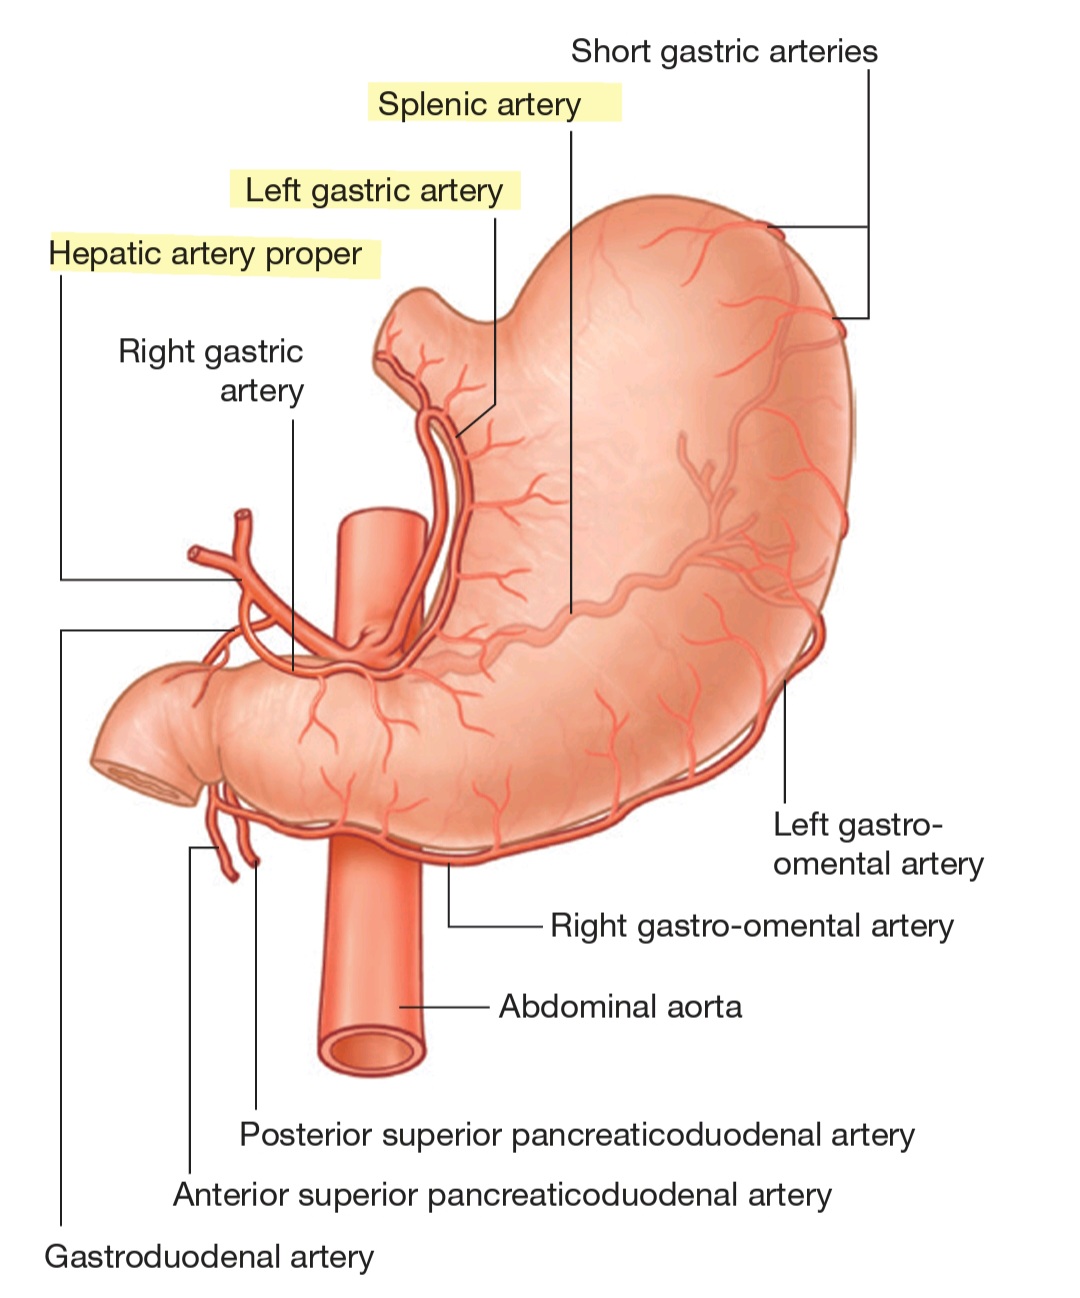 Short gastric arteries
Splenic artery
Left gastric artery
Hepatic artery proper
Right gastric
artery
Left gastro-
omental artery
Right gastro-omental artery
Abdominal aorta
Posterior superior pancreaticoduodenal artery
Anterior superior pancreaticoduodenal artery
Gastroduodenal artery